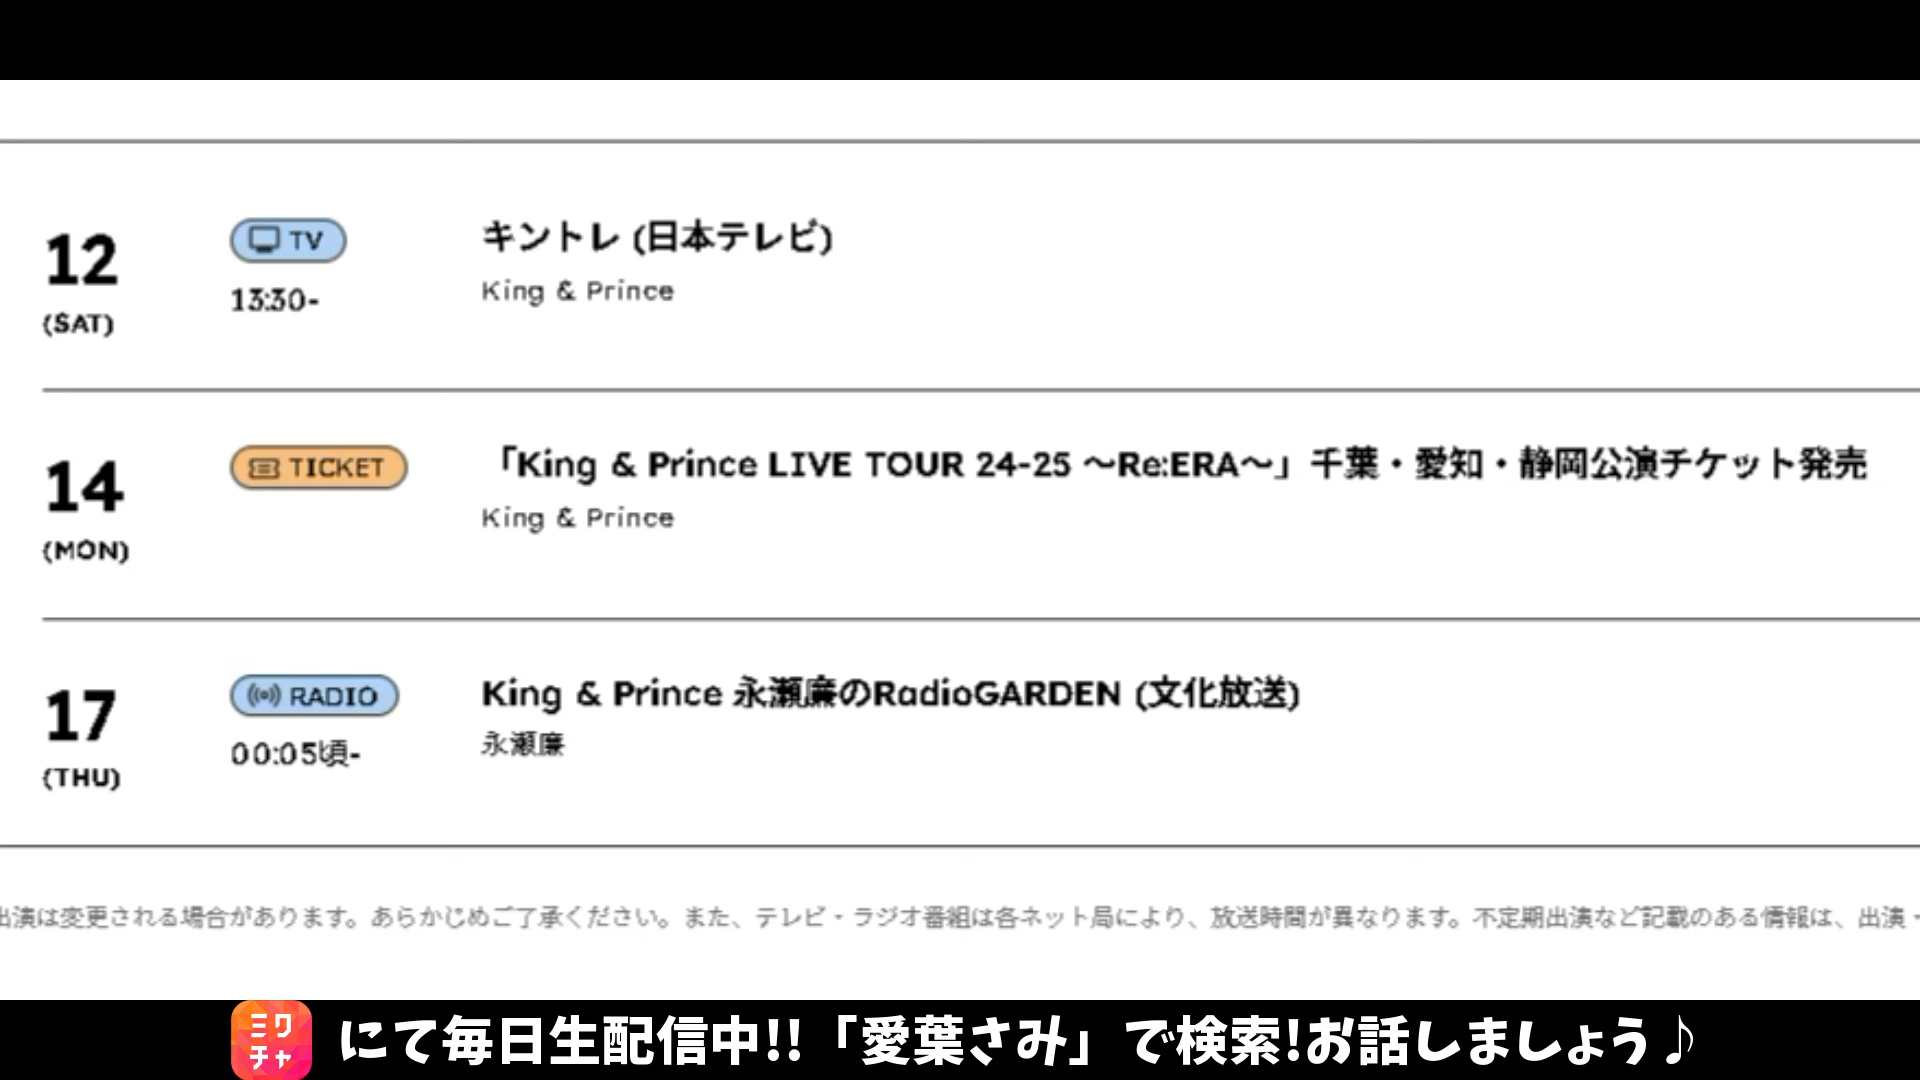 12
(SAT)
TV
13:30-
キントレ (日本テレビ)
King & Prince
14
(MON)
TICKET
「King & Prince LIVE TOUR 24-25 〜Re:ERA〜」千葉・愛知・静岡公演チケット発売
King & Prince
17
(THU)
RADIO
00:05頃-
King & Prince 永瀬廉のRadioGARDEN (文化放送)
永瀬廉
出演は変更される場合があります。あらかじめご了承ください。また、テレビ・ラジオ番組は各ネット局により、放送時間が異なります。不定期出演など記載のある情報は、出演
ミクチャ にて毎日生配信中!!「愛葉さみ」で検索!お話しましょう♪